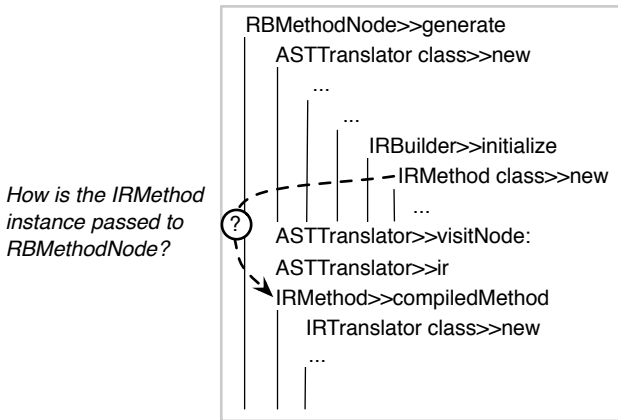 RBMethodNode>>generate
ASTTranslator class>>new
...
...
IRBuilder>>initialize
IRMethod class>>new
...
How is the IRMethod
instance passed to
RBMethodNode?
?
ASTTranslator>>visitNode:
ASTTranslator>>ir
IRMethod>>compiledMethod
IRTranslator class>>new
...